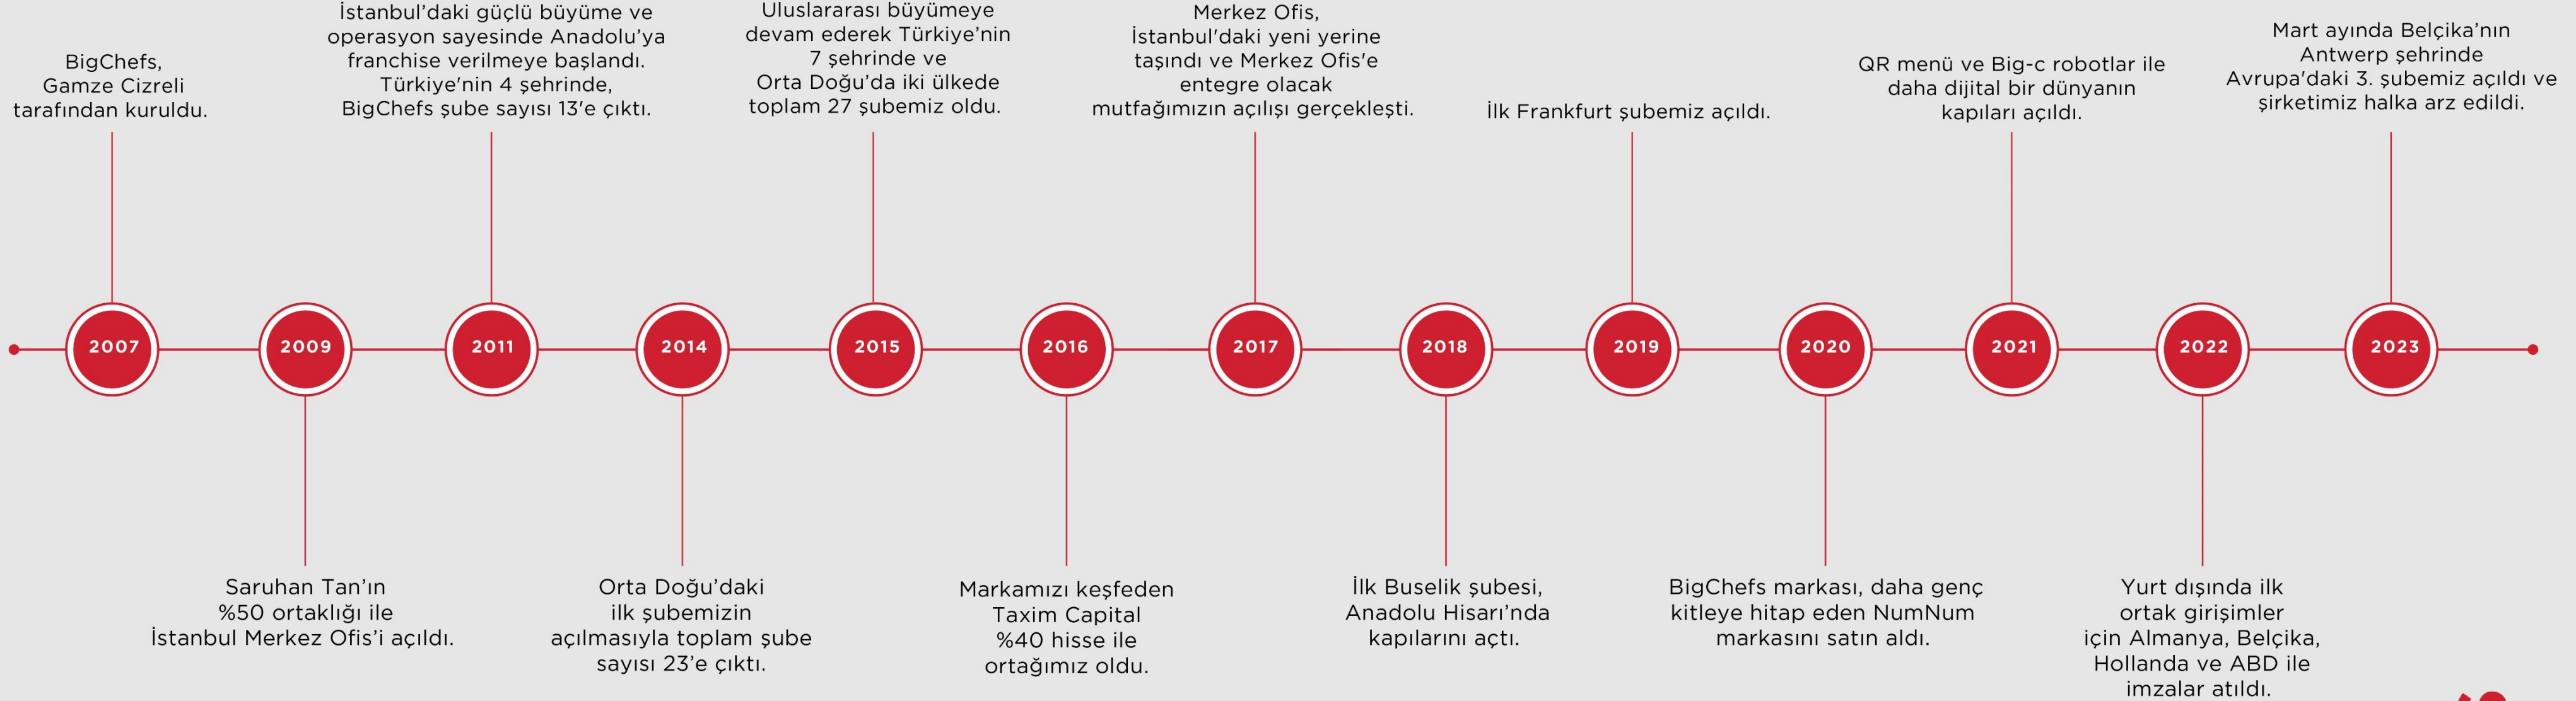 BigChefs,
Gamze Cizreli
tarafından kuruldu.
İstanbul’daki güçlü büyüme ve
operasyon sayesinde Anadolu’ya
franchise verilmeye başlandı.
Türkiye'nin 4 şehrinde,
BigChefs şube sayısı 13'e çıktı.
Uluslararası büyümeye
devam ederek Türkiye’nin
7 şehrinde ve
Orta Doğu’da iki ülkede
toplam 27 şubemiz oldu.
Merkez Ofis,
İstanbul'daki yeni yerine
taşındı ve Merkez Ofis'e
entegre olacak
mutfağımızın açılışı gerçekleşti.
İlk Frankfurt şubemiz açıldı.
QR menü ve Big-c robotlar ile
daha dijital bir dünyanın
kapıları açıldı.
Mart ayında Belçika’nın
Antwerp şehrinde
Avrupa'daki 3. şubemiz açıldı ve
şirketimiz halka arz edildi.
2007
2009
2011
2014
2015
2016
2017
2018
2019
2020
2021
2022
2023
Saruhan Tan’ın
%50 ortaklığı ile
İstanbul Merkez Ofis’i açıldı.
Orta Doğu’daki
ilk şubemizin
açılmasıyla toplam şube
sayısı 23’e çıktı.
Markamızı keşfeden
Taxim Capital
%40 hisse ile
ortağımız oldu.
İlk Buselik şubesi,
Anadolu Hisarı’nda
kapılarını açtı.
BigChefs markası, daha genç
kitleye hitap eden NumNum
markasını satın aldı.
Yurt dışında ilk
ortak girişimler
için Almanya, Belçika,
Hollanda ve ABD ile
imzalar atıldı.